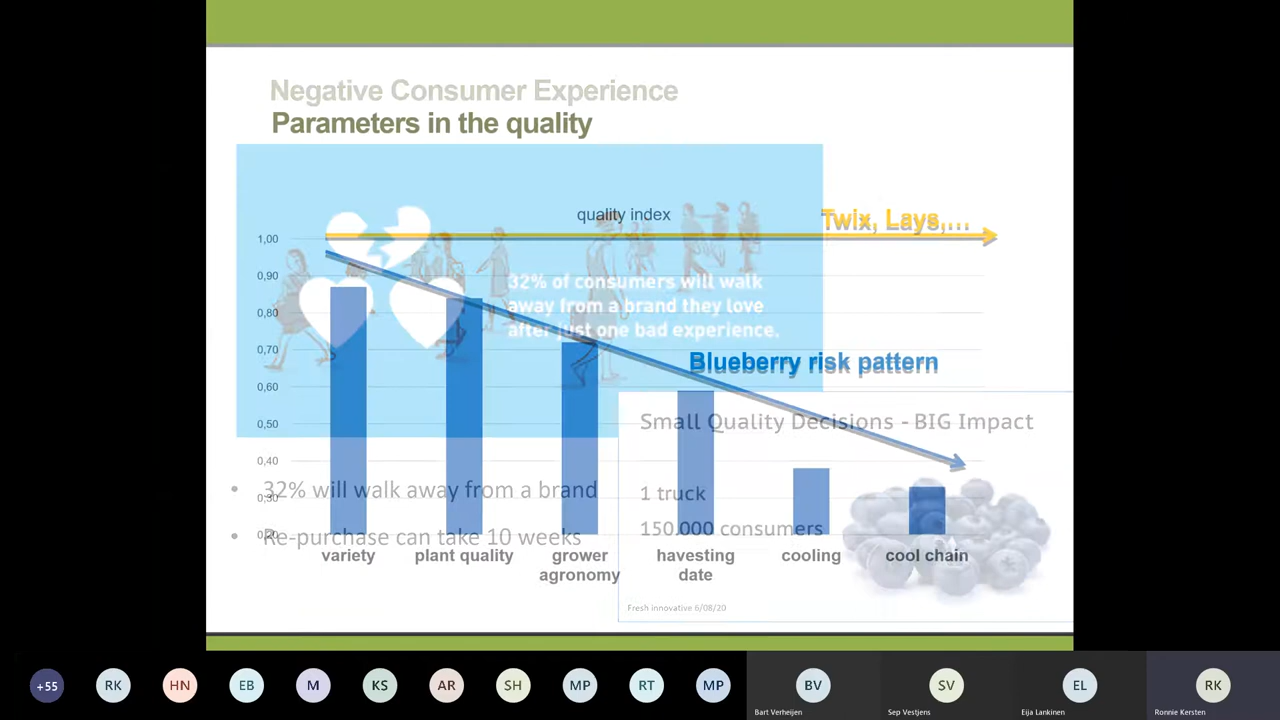 Negative Consumer Experience
Parameters in the quality
quality index
Twix, Lays,...
1,00
0,90
0,80
0,70
0,60
0,50
0,40
0,30
0,20
32% of consumers will walk
away from a brand they love
after just one bad experience.
Blueberry risk pattern
Small Quality Decisions - BIG Impact
• 32% will walk away from a brand
1 truck
• Re-purchase can take 10 weeks
150.000 consumers
variety
plant quality
grower
agronomy
havesting
date
cooling
cool chain
Fresh innovative 6/08/20
+55
RK
HN
EB
M
KS
AR
SH
MP
RT
MP
BV
SV
EL
RK
Bart Verheijen
Sep Vestjens
Eija Lankinen
Ronnie Kersten